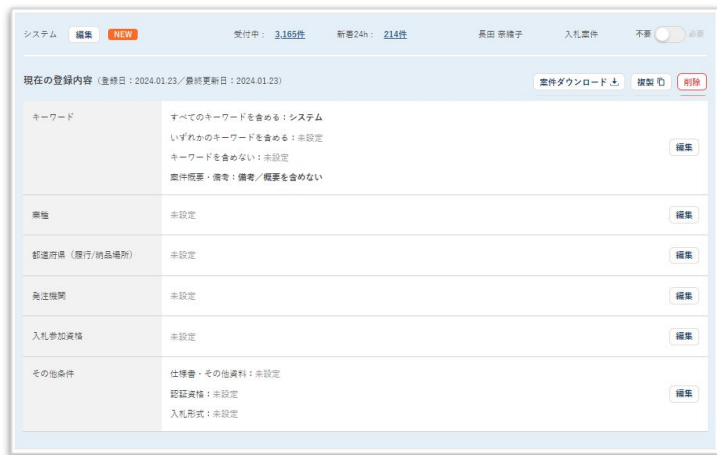 システム 編集 NEW 受付中： 3,165件 新着24h： 214件 長田 奈緒子 入札案件 不要 必要
現在の登録内容（登録日：2024.01.23／最終更新日：2024.01.23） 案件ダウンロード 複製 削除
キーワード すべてのキーワードを含める：システム
いずれかのキーワードを含める：未設定
キーワードを含めない：未設定
案件概要・備考：備考／概要を含めない
編集
業種 未設定 編集
都道府県（履行/納品場所） 未設定 編集
発注機関 未設定 編集
入札参加資格 未設定 編集
その他条件 仕様書・その他資料：未設定
認証資格：未設定
入札形式：未設定
編集